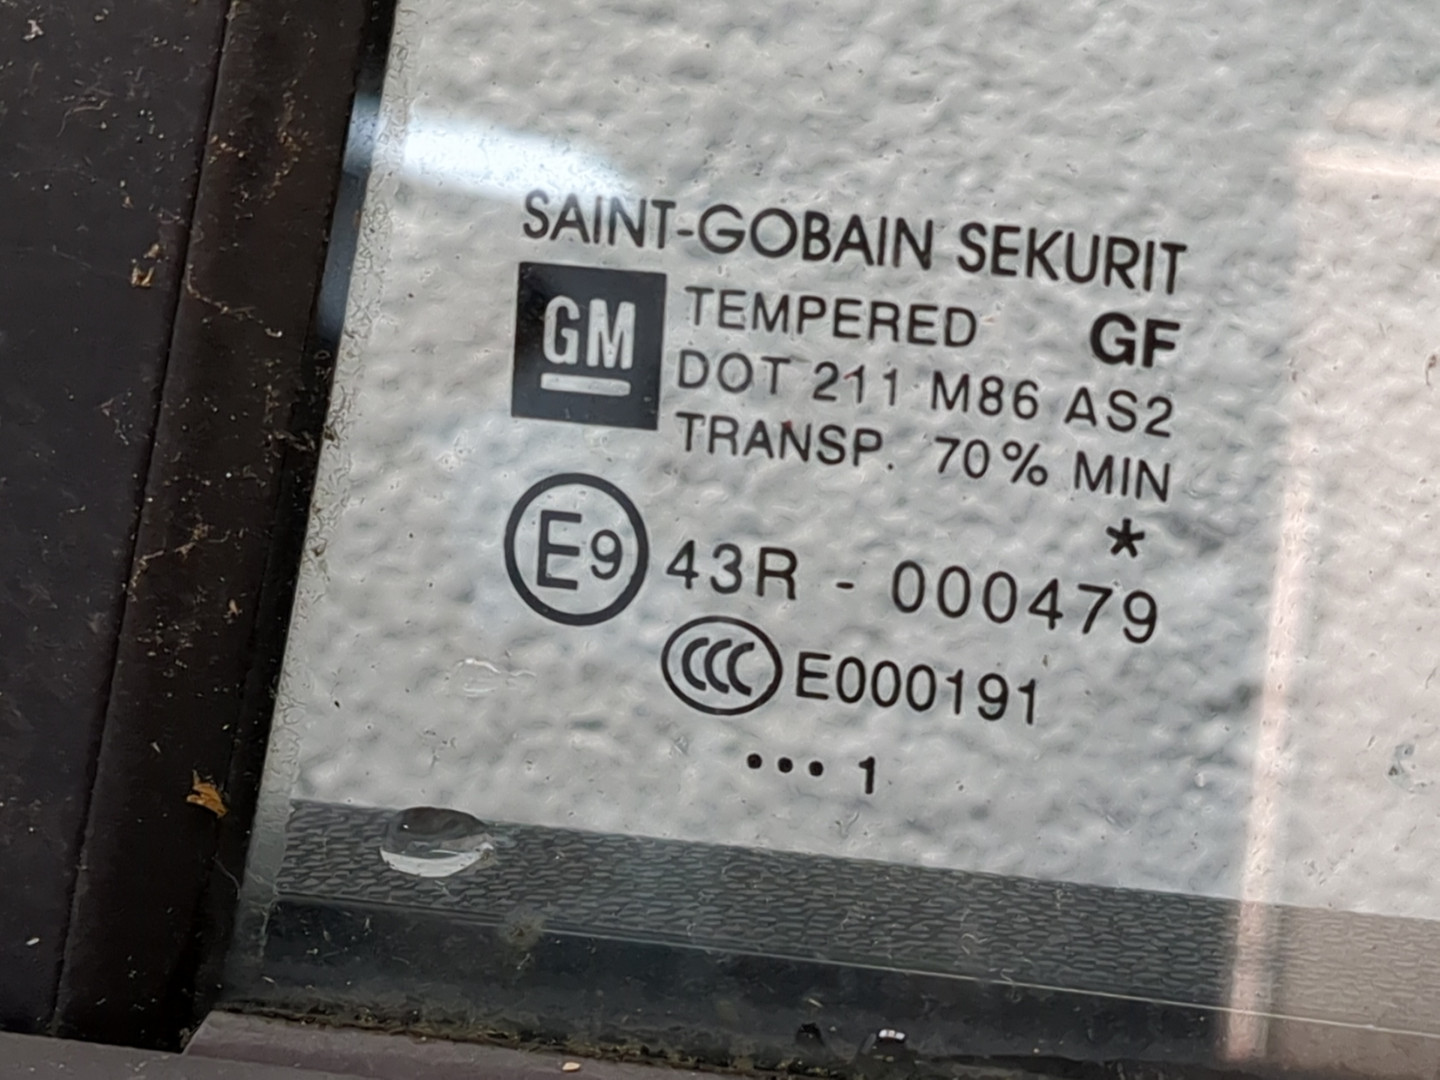 SAINT-GOBAIN SEKURIT
GM
TEMPERED GF
DOT 211 M86 AS2
TRANSP. 70% MIN
*
E9 43R - 000479
CCC E000191
••• 1